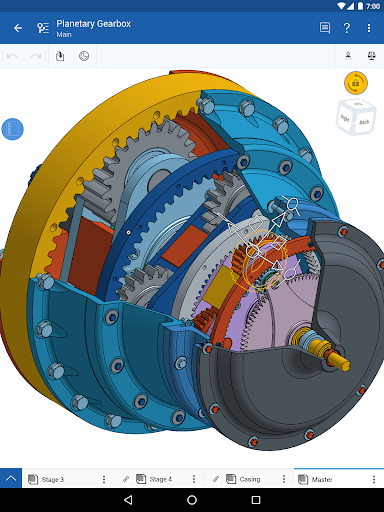 7:00
Planetary Gearbox
Main
Right
Back
Stage 3
Stage 4
Casing
Master